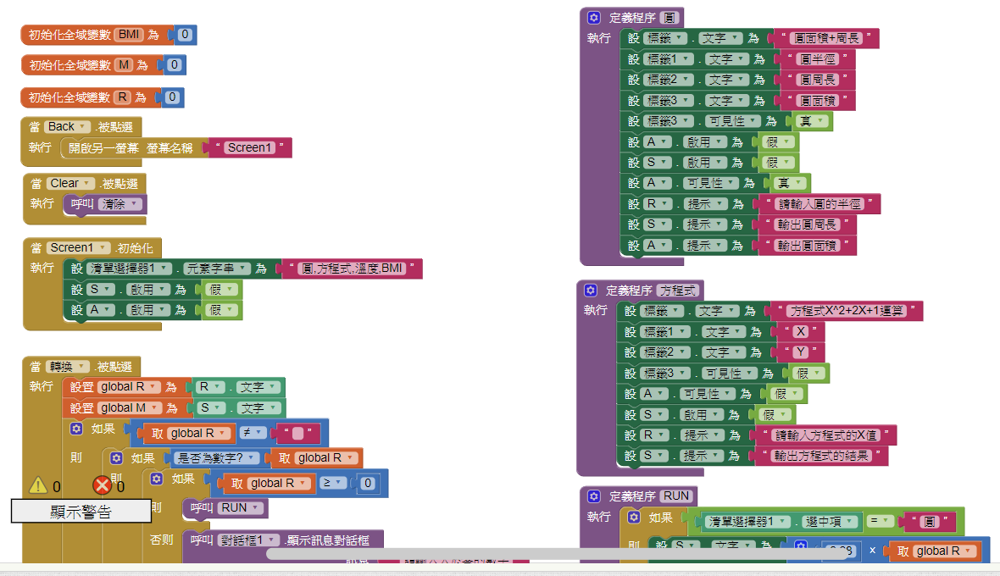 初始化全域變數 BMI 為 0
初始化全域變數 M 為 0
初始化全域變數 R 為 0
當 Back .被點選
執行 開啟另一螢幕 螢幕名稱 “ Screen1 ”
當 Clear .被點選
執行 呼叫 清除
當 Screen1 .初始化
執行 設 清單選擇器1 . 元素字串 為 “ 圓,方程式,溫度,BMI ”
設 S . 啟用 為 假
設 A . 啟用 為 假
當 轉換 .被點選
執行 設置 global R 為 R . 文字
設置 global M 為 S . 文字
如果 取 global R ≠ “ ”
則 如果 是否為數字? 取 global R
則 如果 取 global R ≥ 0
則 呼叫 RUN
否則 呼叫 對話框1 .顯示訊息對話框
0 0
顯示警告
定義程序 圓
執行 設 標籤 . 文字 為 “ 圓面積+周長 ”
設 標籤1 . 文字 為 “ 圓半徑 ”
設 標籤2 . 文字 為 “ 圓周長 ”
設 標籤3 . 文字 為 “ 圓面積 ”
設 標籤3 . 可見性 為 真
設 A . 啟用 為 假
設 S . 啟用 為 假
設 A . 可見性 為 真
設 R . 提示 為 “ 請輸入圓的半徑 ”
設 S . 提示 為 “ 輸出圓周長 ”
設 A . 提示 為 “ 輸出圓面積 ”
定義程序 方程式
執行 設 標籤 . 文字 為 “ 方程式X^2+2X+1運算 ”
設 標籤1 . 文字 為 “ X ”
設 標籤2 . 文字 為 “ Y ”
設 標籤3 . 可見性 為 假
設 A . 可見性 為 假
設 S . 啟用 為 假
設 R . 提示 為 “ 請輸入方程式的X值 ”
設 S . 提示 為 “ 輸出方程式的結果 ”
定義程序 RUN
執行 如果 清單選擇器1 . 選中項 = “ 圓 ”
則 設 S . 文字 為 × 取 global R